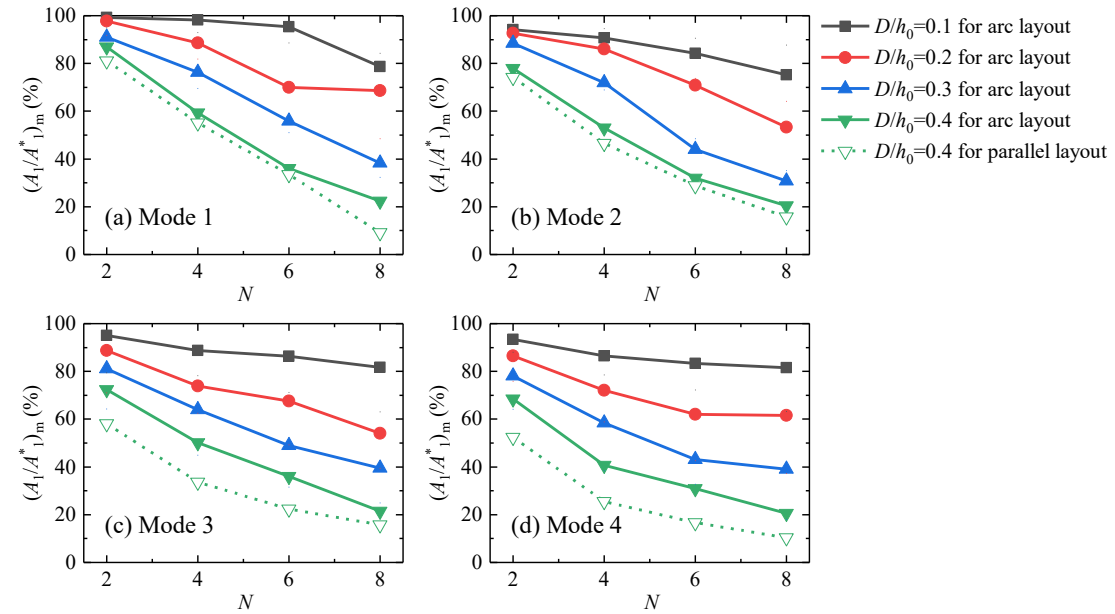 100
80
60
40
20
0
(A₁/A*₁)ₘ (%)
(a) Mode 1
2 4 6 8
N
100
80
60
40
20
0
(A₁/A*₁)ₘ (%)
(b) Mode 2
2 4 6 8
N
D/h₀=0.1 for arc layout
D/h₀=0.2 for arc layout
D/h₀=0.3 for arc layout
D/h₀=0.4 for arc layout
D/h₀=0.4 for parallel layout
100
80
60
40
20
0
(A₁/A*₁)ₘ (%)
(c) Mode 3
2 4 6 8
N
100
80
60
40
20
0
(A₁/A*₁)ₘ (%)
(d) Mode 4
2 4 6 8
N